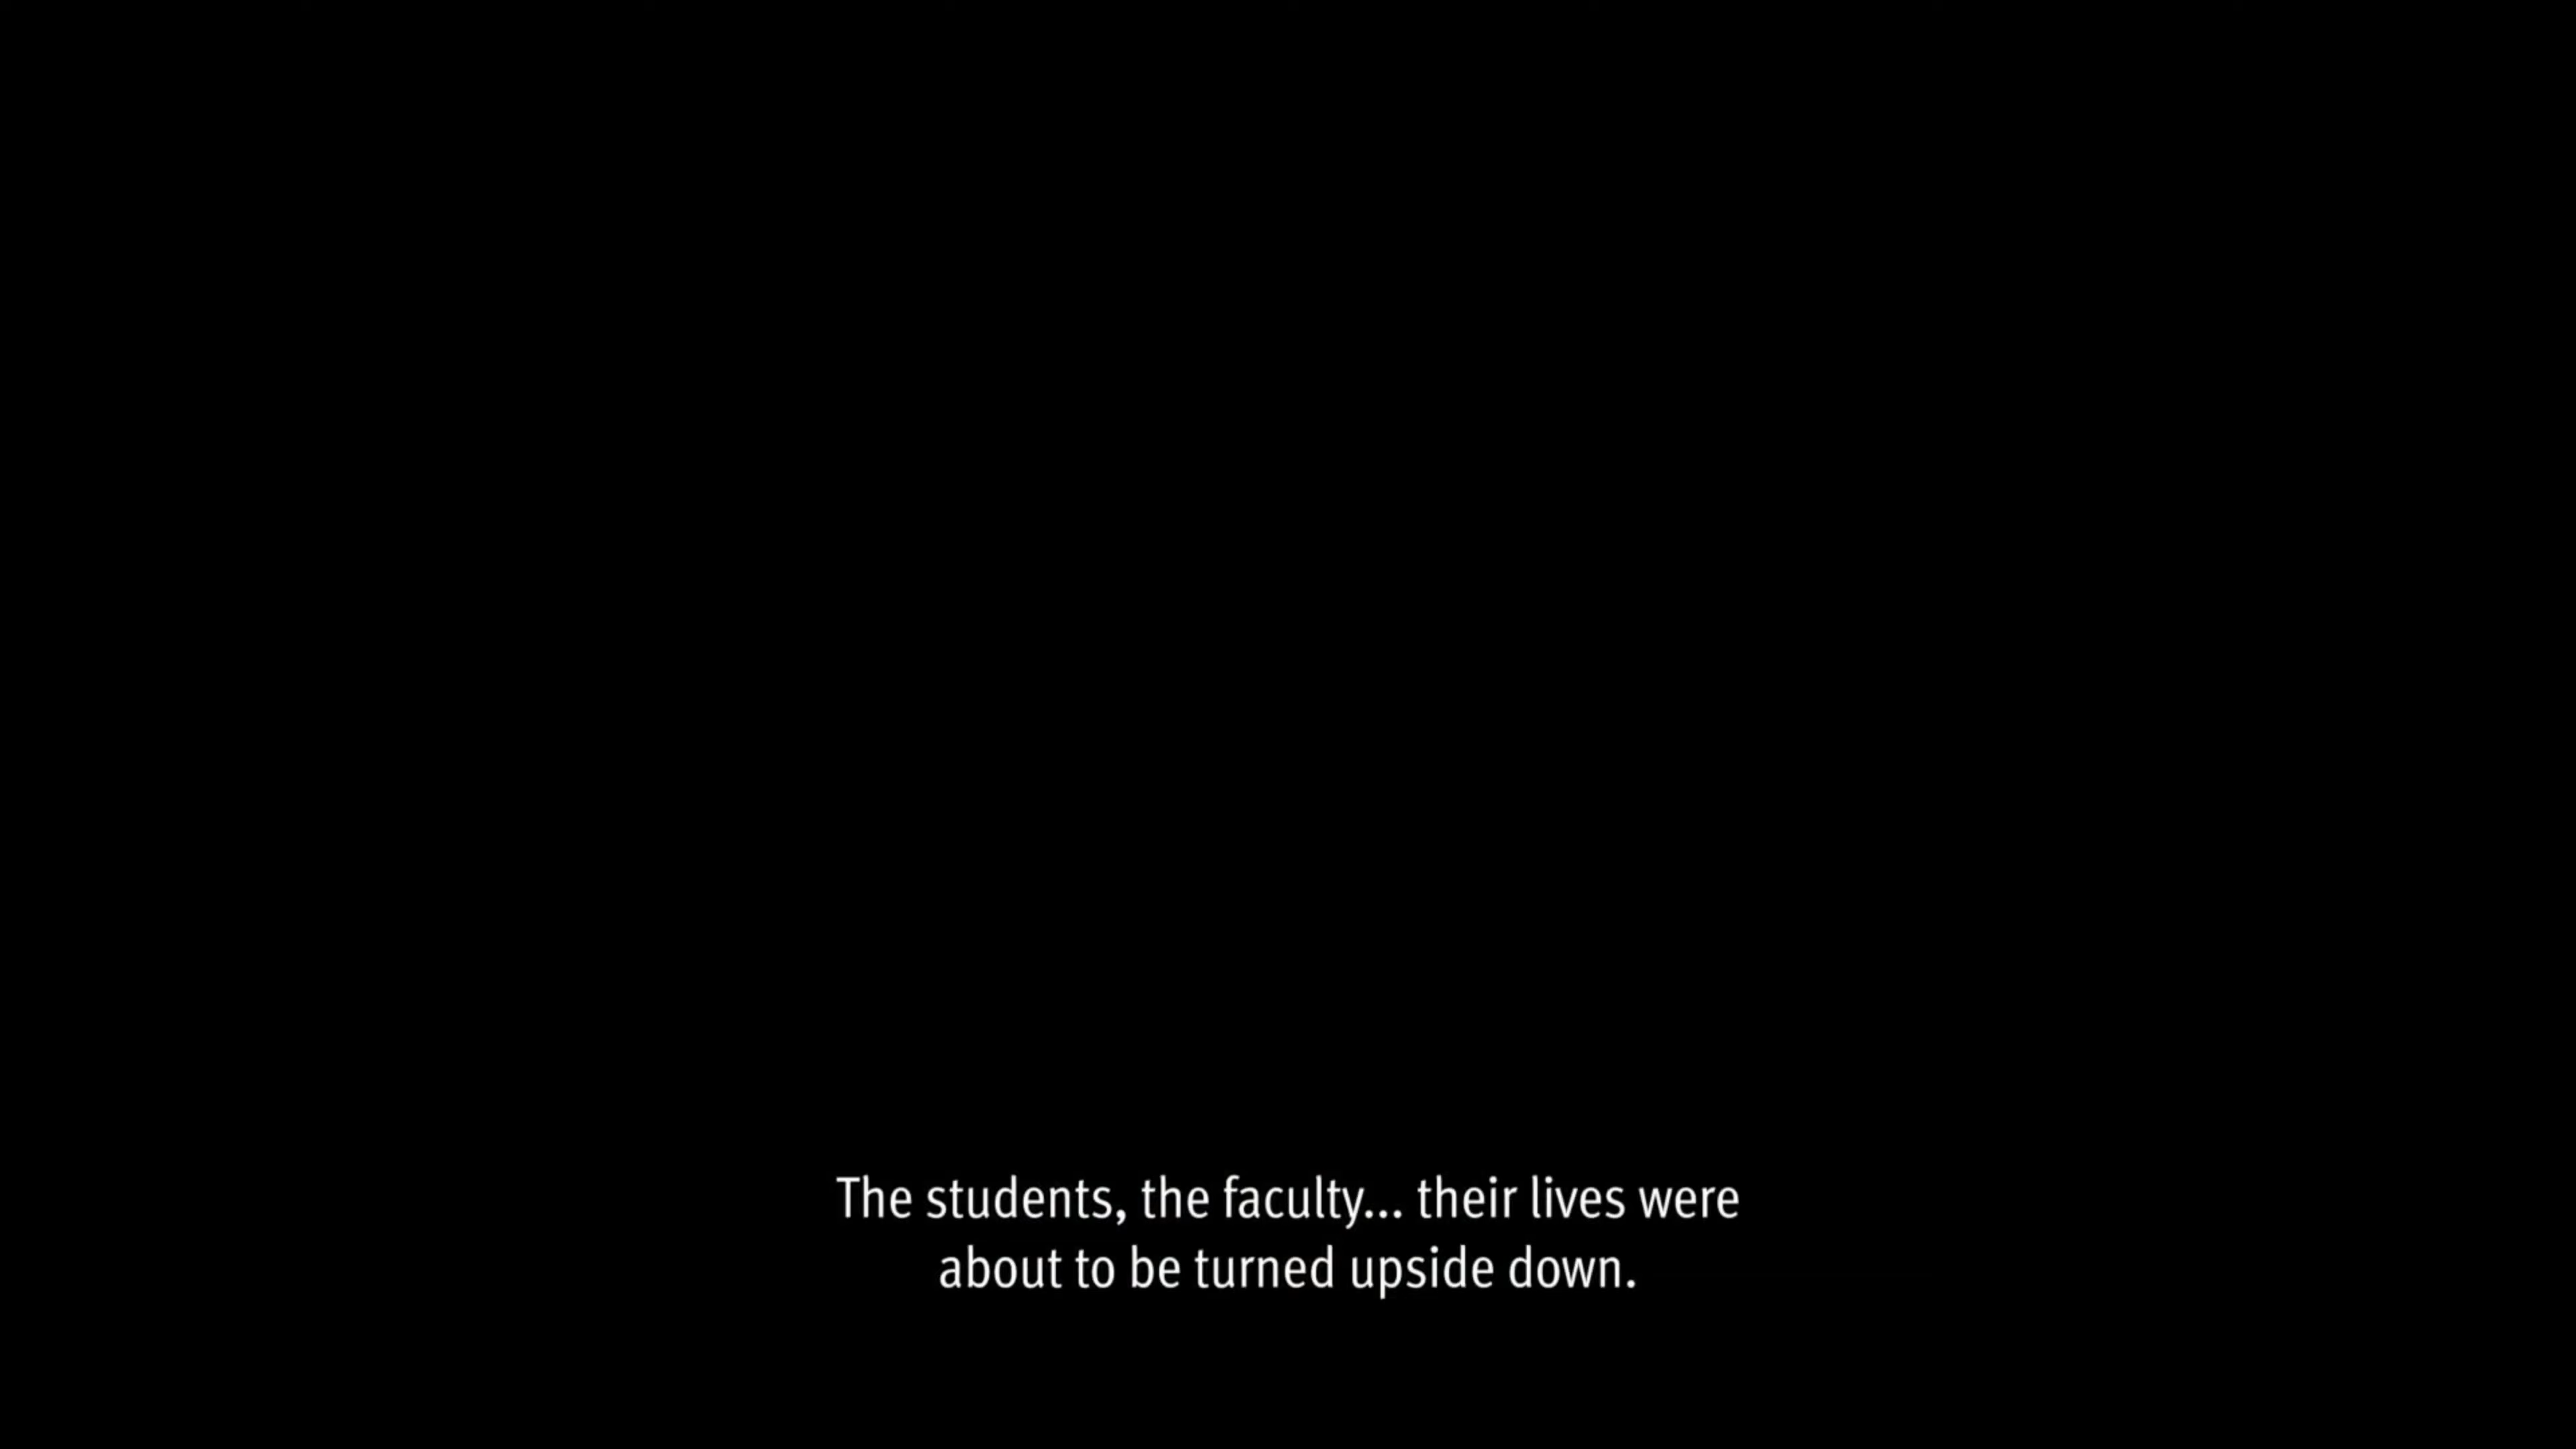 The students, the faculty... their lives were
about to be turned upside down.